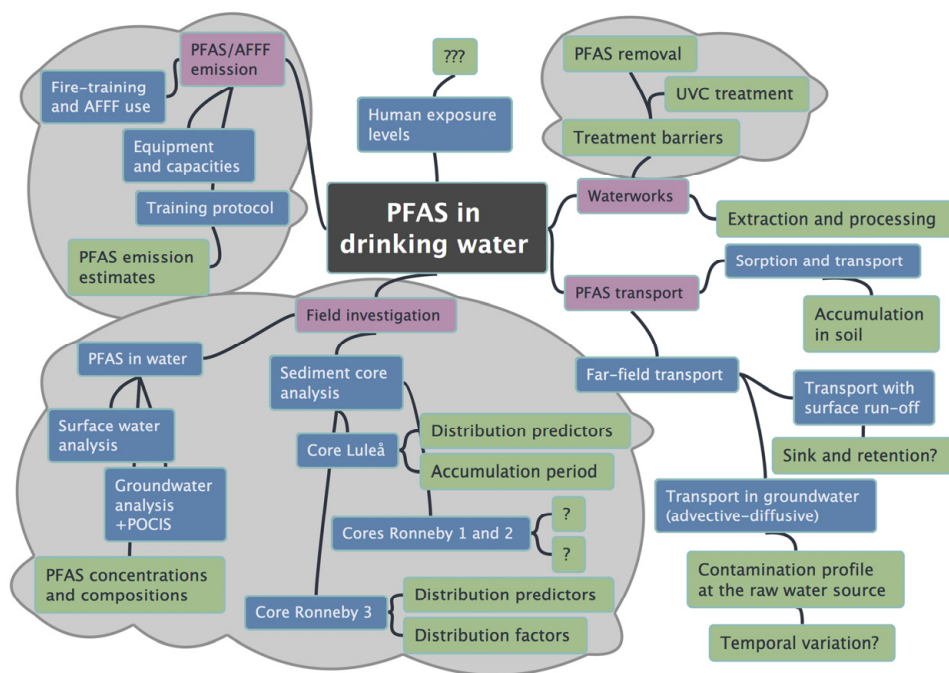 PFAS/AFFF
emission
Fire-training
and AFFF use
Equipment
and capacities
Training protocol
PFAS emission
estimates
???
Human exposure
levels
PFAS in
drinking water
PFAS removal
UVC treatment
Treatment barriers
Waterworks
Extraction and processing
PFAS transport
Sorption and transport
Accumulation
in soil
Far-field transport
Transport with
surface run-off
Sink and retention?
Transport in groundwater
(advective-diffusive)
Contamination profile
at the raw water source
Temporal variation?
Field investigation
PFAS in water
Surface water
analysis
Groundwater
analysis
+POCIS
PFAS concentrations
and compositions
Sediment core
analysis
Core Luleå
Distribution predictors
Accumulation period
Cores Ronneby 1 and 2
?
?
Core Ronneby 3
Distribution predictors
Distribution factors